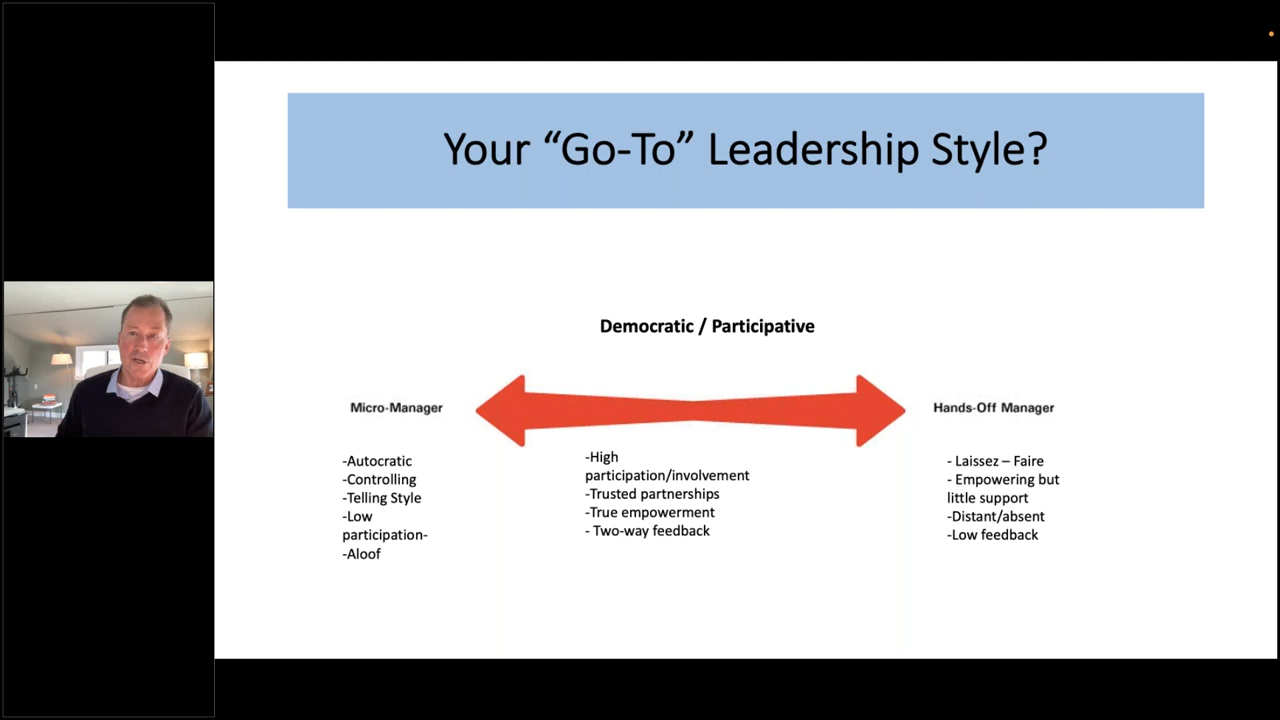 Your “Go-To” Leadership Style?
Democratic / Participative
Micro-Manager
Hands-Off Manager
-Autocratic
-Controlling
-Telling Style
-Low
participation-
-Aloof
-High
participation/involvement
-Trusted partnerships
-True empowerment
- Two-way feedback
- Laissez – Faire
- Empowering but
little support
-Distant/absent
-Low feedback